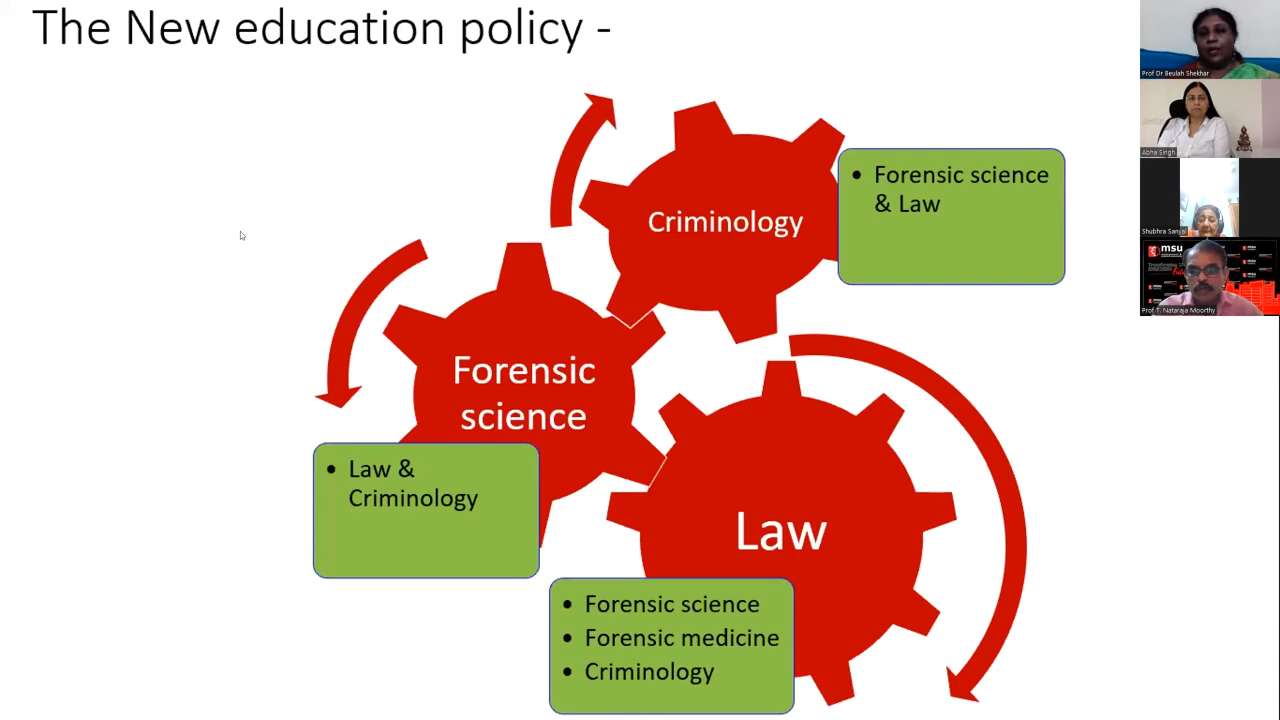 The New education policy -
Criminology
• Forensic science
& Law
Forensic
science
• Law &
Criminology
Law
• Forensic science
• Forensic medicine
• Criminology
Prof Dr Beulah Shekhar
Abha Singh
Shubhra Sanyal
msu
Prof T. Nataraja Moorthy